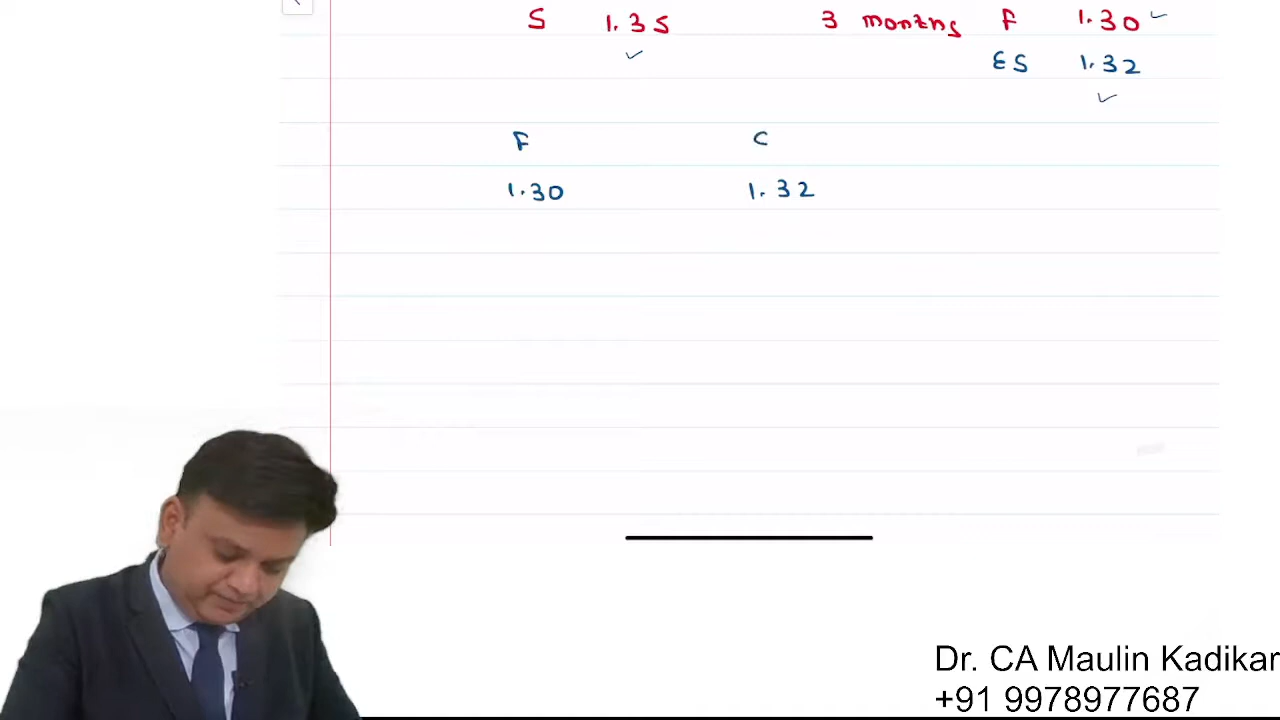 S 1.35 3 months F 1.30
ES 1.32
F C
1.30 1.32
Dr. CA Maulin Kadikar
+91 9978977687